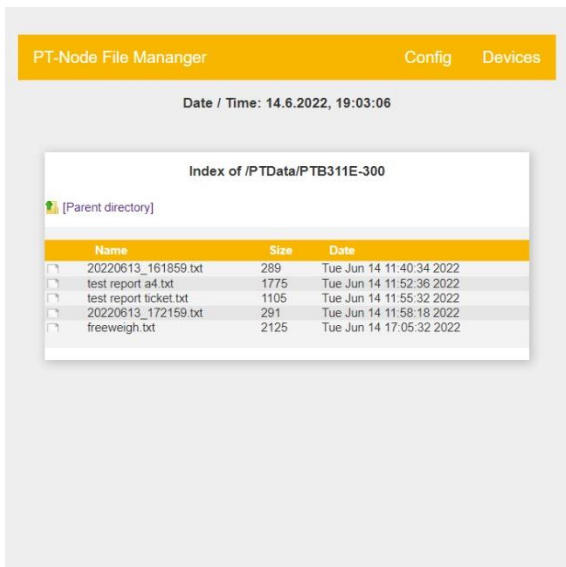 PT-Node File Mananger Config Devices
Date / Time: 14.6.2022, 19:03:06
Index of /PTData/PTB311E-300
[Parent directory]
Name Size Date
20220613_161859.txt 289 Tue Jun 14 11:40:34 2022
test report a4.txt 1775 Tue Jun 14 11:52:36 2022
test report ticket.txt 1105 Tue Jun 14 11:55:32 2022
20220613_172159.txt 291 Tue Jun 14 11:58:18 2022
freeweigh.txt 2125 Tue Jun 14 17:05:32 2022